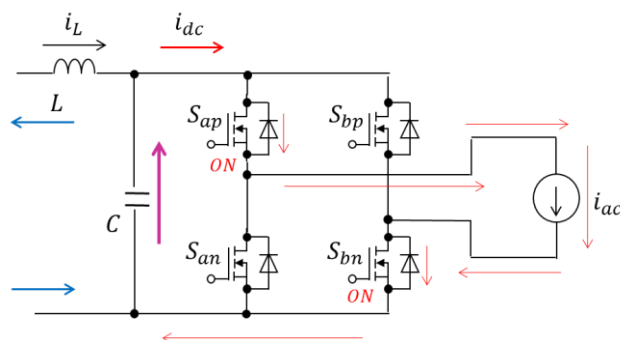 i_L
i_dc
L
S_ap
S_bp
ON
i_ac
C
S_an
S_bn
ON